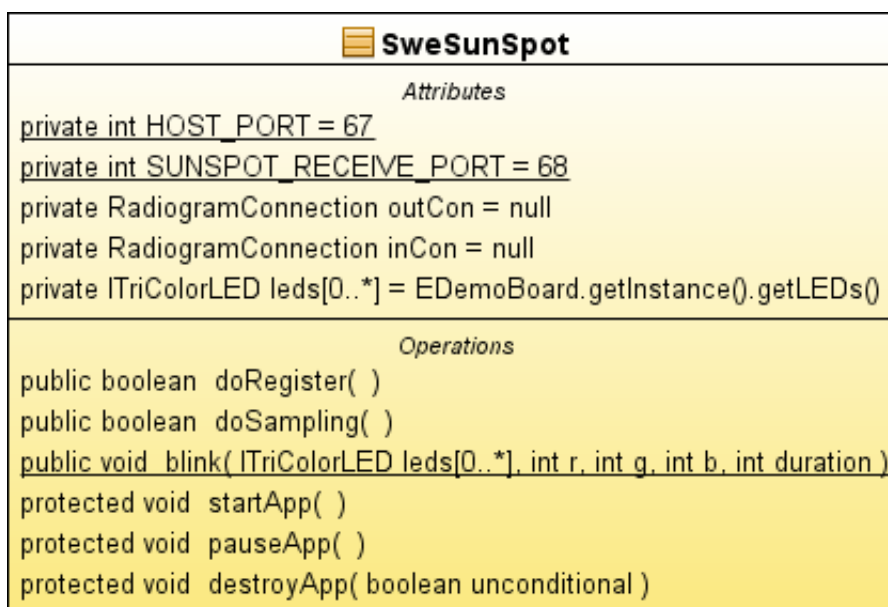 SweSunSpot
Attributes
private int HOST_PORT = 67
private int SUNSPOT_RECEIVE_PORT = 68
private RadiogramConnection outCon = null
private RadiogramConnection inCon = null
private ITriColorLED leds[0..*] = EDemoBoard.getInstance().getLEDs()
Operations
public boolean doRegister( )
public boolean doSampling( )
public void blink( ITriColorLED leds[0..*], int r, int g, int b, int duration )
protected void startApp( )
protected void pauseApp( )
protected void destroyApp( boolean unconditional )